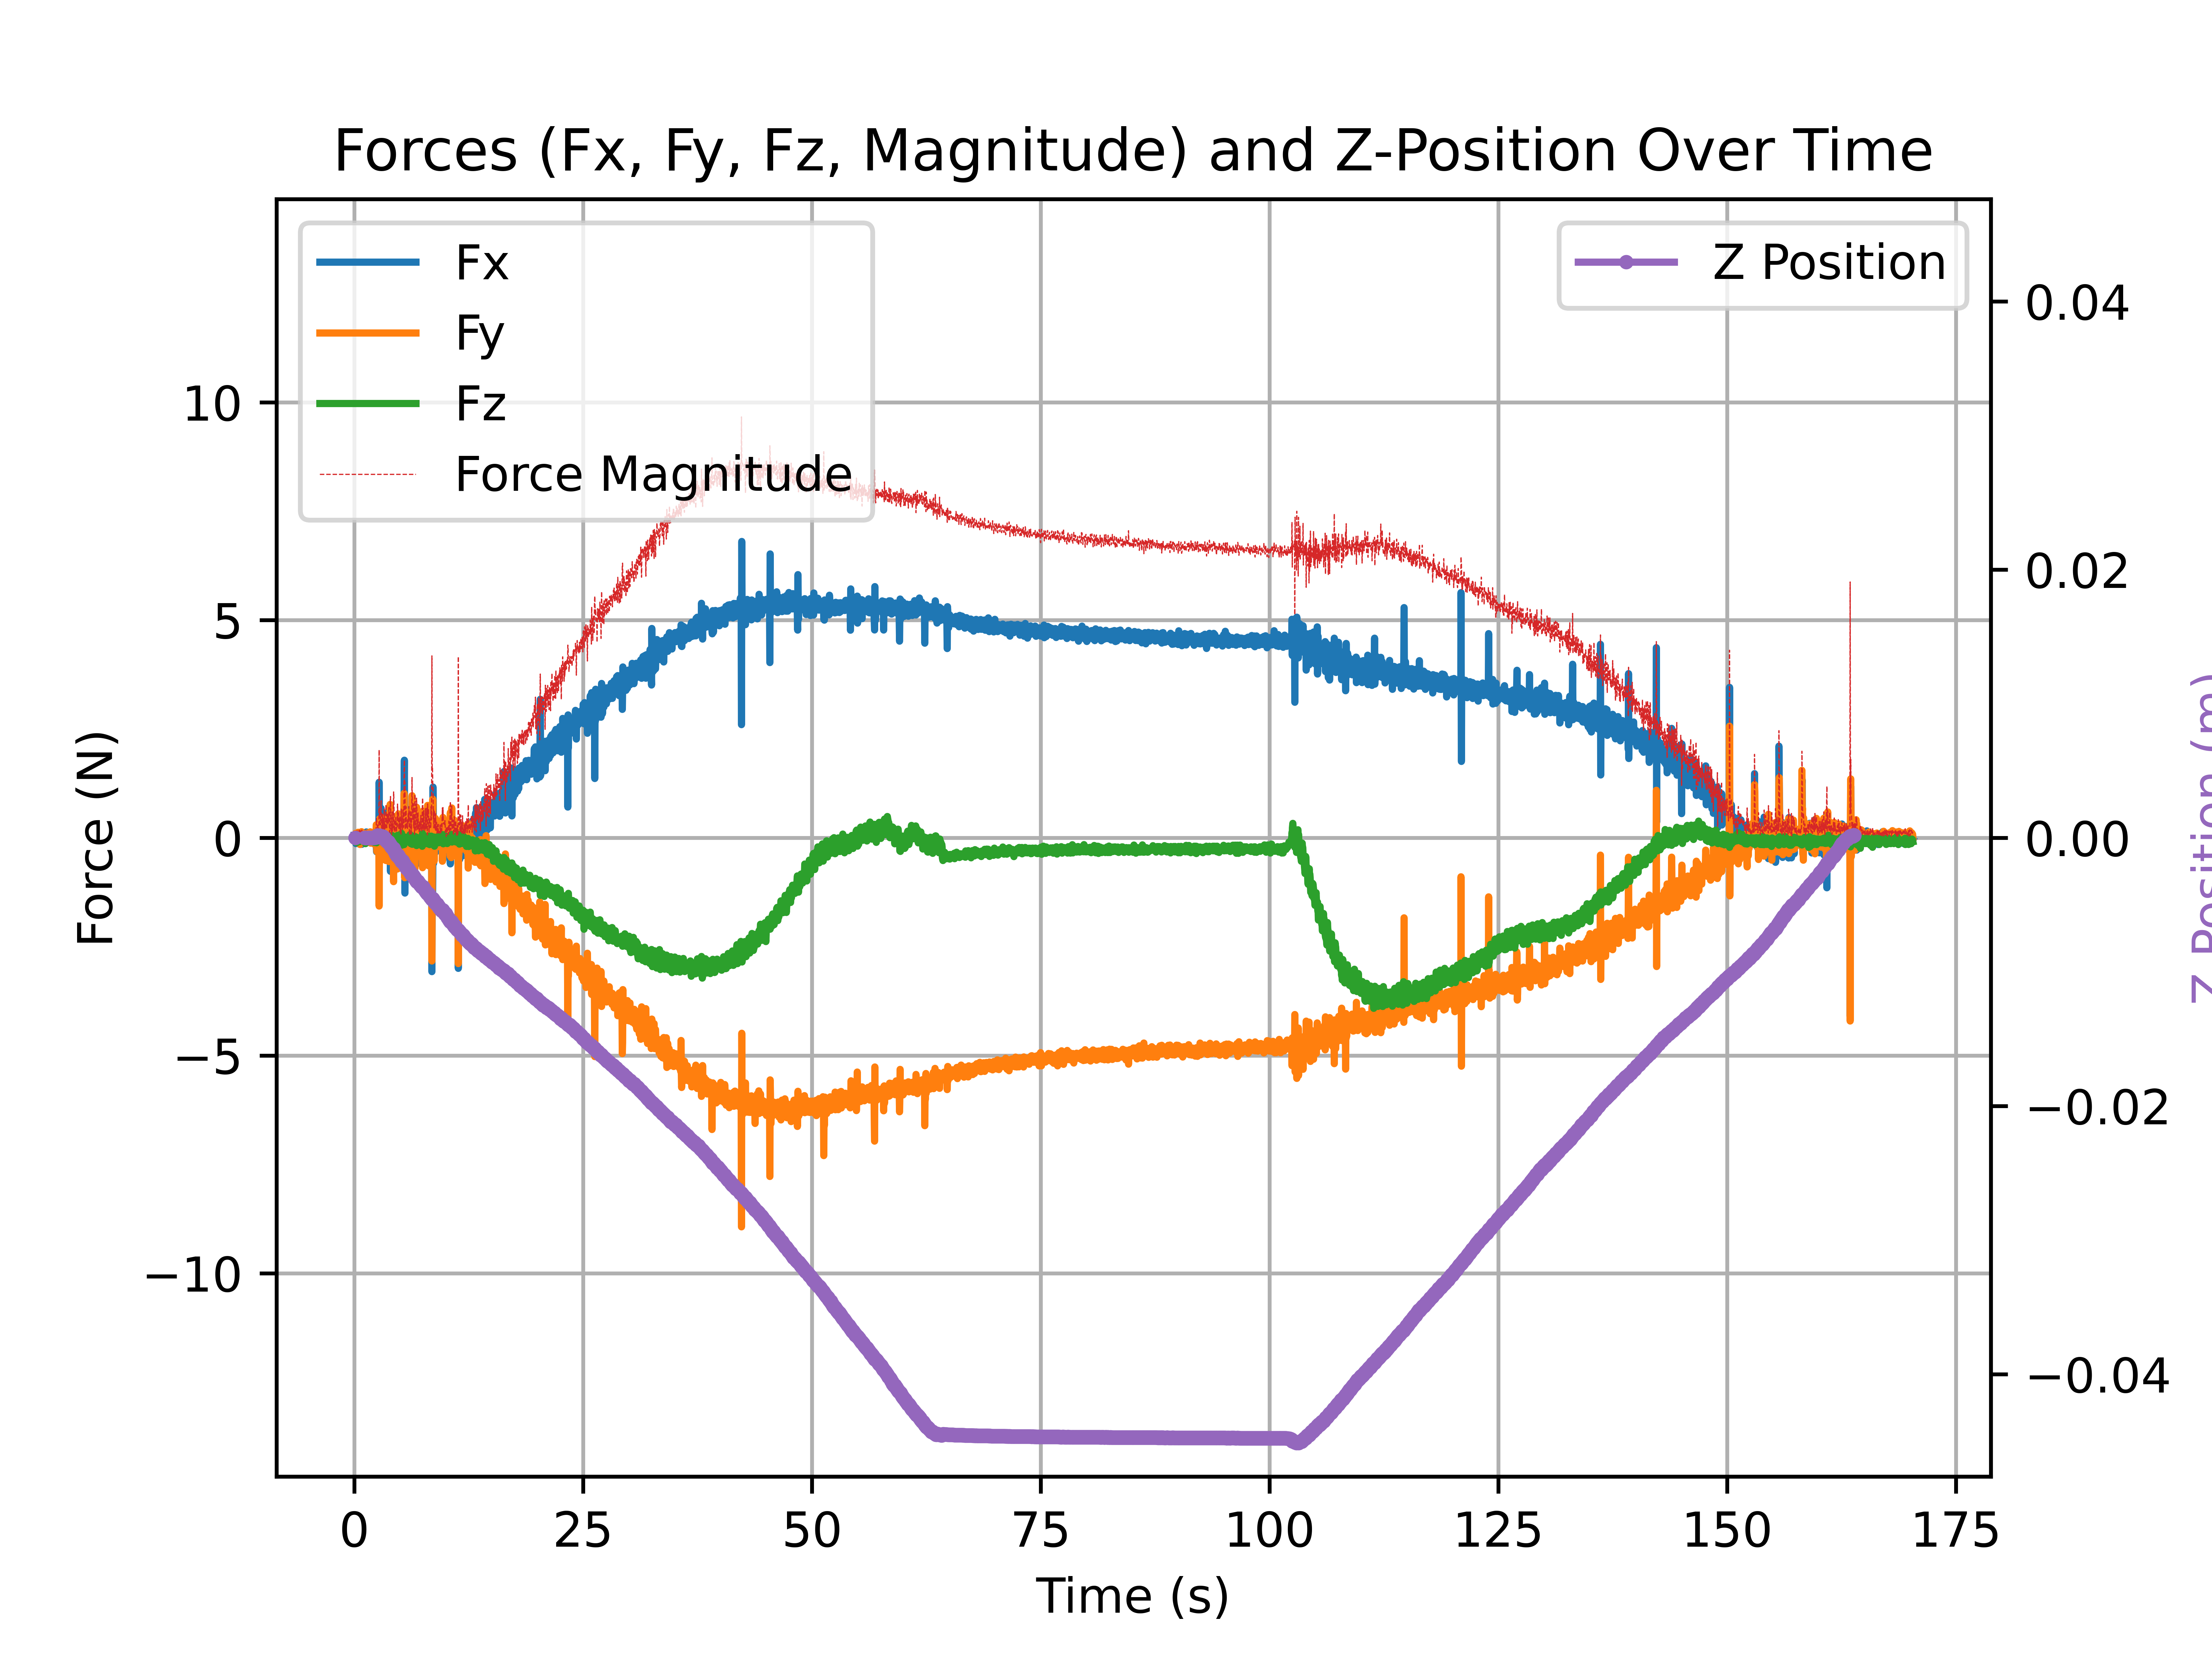 Forces (Fx, Fy, Fz, Magnitude) and Z-Position Over Time
Fx
Fy
Fz
Force Magnitude
Z Position
10
5
0
−5
−10
Force (N)
0.04
0.02
0.00
−0.02
−0.04
Z Position (m)
0
25
50
75
100
125
150
175
Time (s)